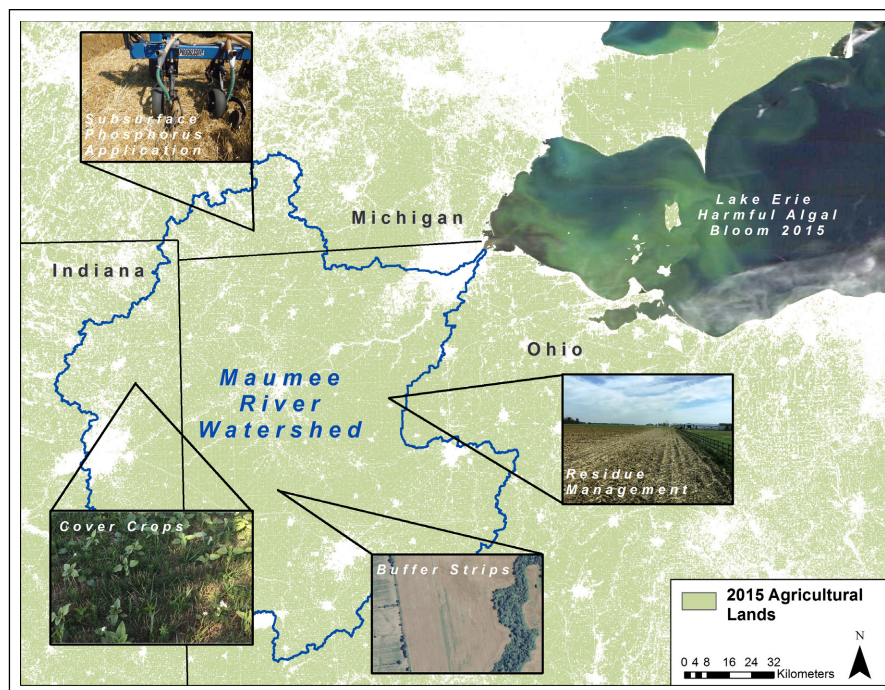 Subsurface
Phosphorus
Application
Michigan
Indiana
Lake Erie
Harmful Algal
Bloom 2015
Ohio
Maumee
River
Watershed
Residue
Management
Cover Crops
Buffer Strips
2015 Agricultural
Lands
N
0 4 8 16 24 32
Kilometers